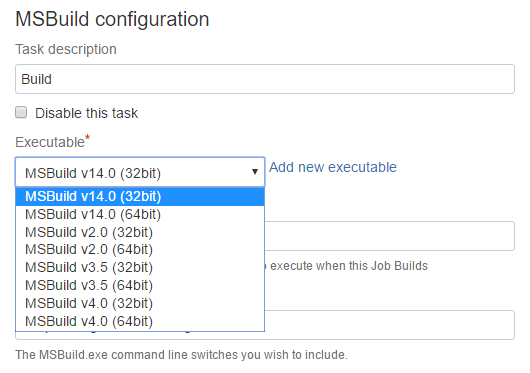 MSBuild configuration
Task description
Build
Disable this task
Executable*
MSBuild v14.0 (32bit)
Add new executable
MSBuild v14.0 (32bit)
MSBuild v14.0 (64bit)
MSBuild v2.0 (32bit)
MSBuild v2.0 (64bit)
MSBuild v3.5 (32bit)
MSBuild v3.5 (64bit)
MSBuild v4.0 (32bit)
MSBuild v4.0 (64bit)
execute when this Job Builds
The MSBuild.exe command line switches you wish to include.